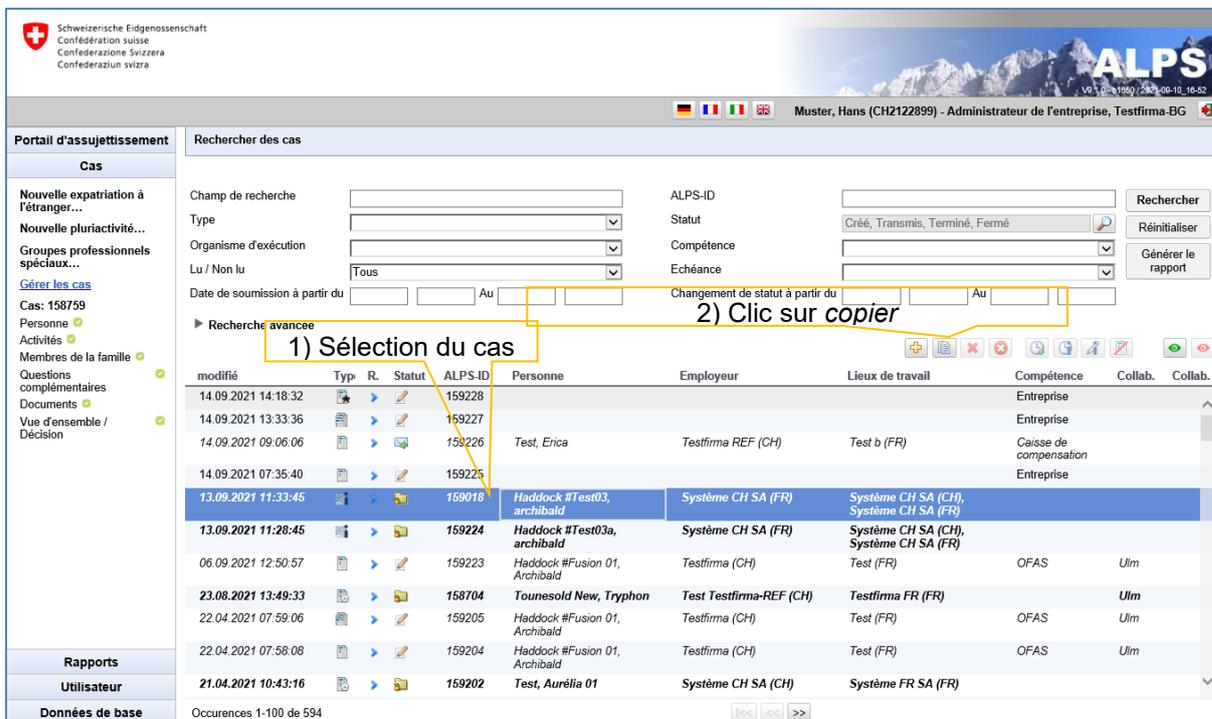 Schweizerische Eidgenossenschaft
Confédération suisse
Confederazione Svizzera
Confederaziun svizra
ALPS
V9.1.0 - b1650 / 2021-09-10_16-52
Muster, Hans (CH2122899) - Administrateur de l'entreprise, Testfirma-BG
Portail d'assujettissement
Rechercher des cas
Cas
Nouvelle expatriation à
l'étranger...
Nouvelle pluriactivité...
Groupes professionnels
spéciaux...
Gérer les cas
Cas: 158759
Personne
Activités
Membres de la famille
Questions
complémentaires
Documents
Vue d'ensemble /
Décision
Champ de recherche ALPS-ID Rechercher
Type Statut Créé, Transmis, Terminé, Fermé Réinitialiser
Organisme d'exécution Compétence Générer le
rapport
Lu / Non lu Tous Echéance
Date de soumission à partir du Au Changement de statut à partir du Au
2) Clic sur copier
Recherche avancée
1) Sélection du cas
modifié Type R. Statut ALPS-ID Personne Employeur Lieux de travail Compétence Collab. Collab.
14.09.2021 14:18:32 159228 Entreprise
14.09.2021 13:33:36 159227 Entreprise
14.09.2021 09:06:06 159226 Test, Erica Testfirma REF (CH) Test b (FR) Caisse de
compensation
14.09.2021 07:35:40 159225 Entreprise
13.09.2021 11:33:45 159018 Haddock #Test03, Système CH SA (FR) Système CH SA (CH),
archibald Système CH SA (FR)
13.09.2021 11:28:45 159224 Haddock #Test03a, Système CH SA (FR) Système CH SA (CH),
archibald Système CH SA (FR)
06.09.2021 12:50:57 159223 Haddock #Fusion 01, Testfirma (CH) Test (FR) OFAS Ulm
Archibald
23.08.2021 13:49:33 158704 Tounesold New, Tryphon Test Testfirma-REF (CH) Testfirma FR (FR) Ulm
22.04.2021 07:59:06 159205 Haddock #Fusion 01, Testfirma (CH) Test (FR) OFAS Ulm
Archibald
22.04.2021 07:58:08 159204 Haddock #Fusion 01, Testfirma (CH) Test (FR) OFAS Ulm
Archibald
21.04.2021 10:43:16 159202 Test, Aurélia 01 Système CH SA (CH) Système FR SA (FR)
Rapports
Utilisateur
Données de base
Occurences 1-100 de 594 |<< << >>